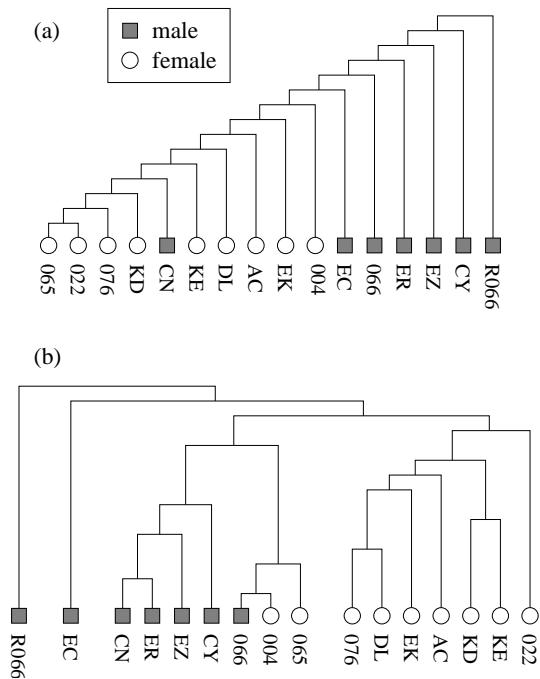 (a)
male
female
065 022 076 KD CN KE DL AC EK 004 EC 066 ER EZ CY R066
(b)
R066 EC CN ER EZ CY 066 004 065 076 DL EK AC KD KE 022